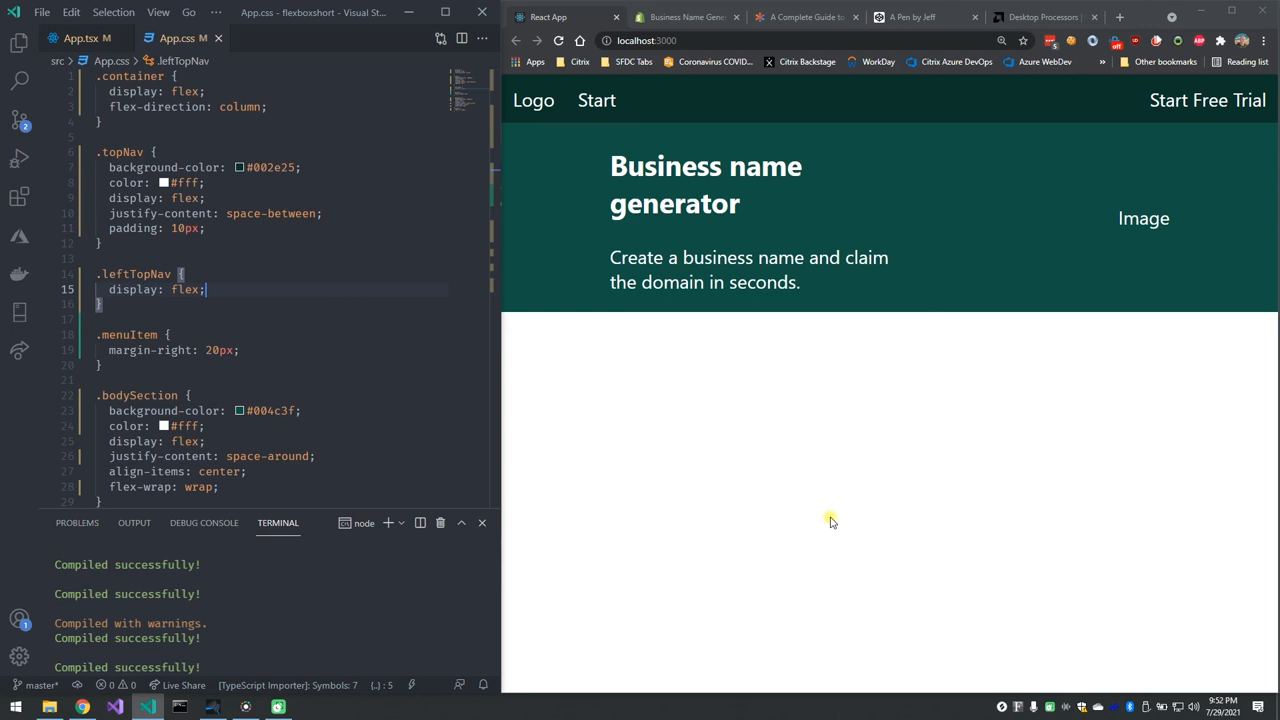 File Edit Selection View Go ··· App.css - flexboxshort - Visual St...
App.tsx M
App.css M
src > App.css > .leftTopNav
1 .container {
2 display: flex;
3 flex-direction: column;
4 }
5
6 .topNav {
7 background-color: #002e25;
8 color: #fff;
9 display: flex;
10 justify-content: space-between;
11 padding: 10px;
12 }
13
14 .leftTopNav {
15 display: flex;
16 }
17
18 .menuItem {
19 margin-right: 20px;
20 }
21
22 .bodySection {
23 background-color: #004c3f;
24 color: #fff;
25 display: flex;
26 justify-content: space-around;
27 align-items: center;
28 flex-wrap: wrap;
29 }
2
1
PROBLEMS OUTPUT DEBUG CONSOLE TERMINAL node
Compiled successfully!
Compiled successfully!
Compiled with warnings.
Compiled successfully!
Compiled successfully!
master* 0 0 Live Share [TypeScript Importer]: Symbols: 7 {..} : 5
React App
Business Name Gener
A Complete Guide to
A Pen by Jeff
Desktop Processors |
localhost:3000
Apps Citrix SFDC Tabs Coronavirus COVID... Citrix Backstage WorkDay Citrix Azure DevOps Azure WebDev » Other bookmarks Reading list
Logo Start Start Free Trial
Business name
generator
Image
Create a business name and claim
the domain in seconds.
9:52 PM
7/29/2021